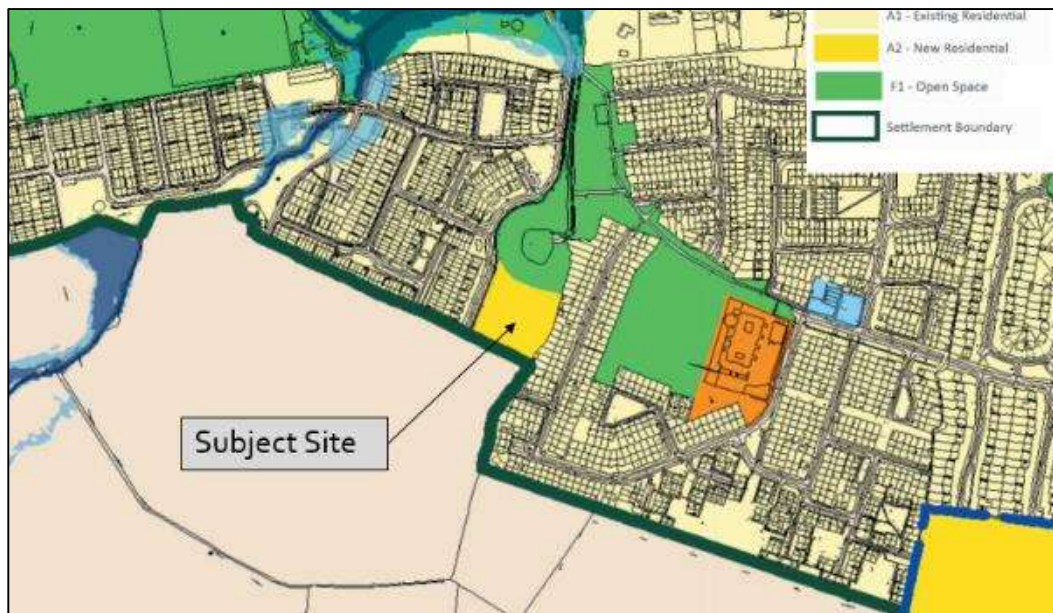 A1 - Existing Residential
A2 - New Residential
F1 - Open Space
Settlement Boundary
Subject Site